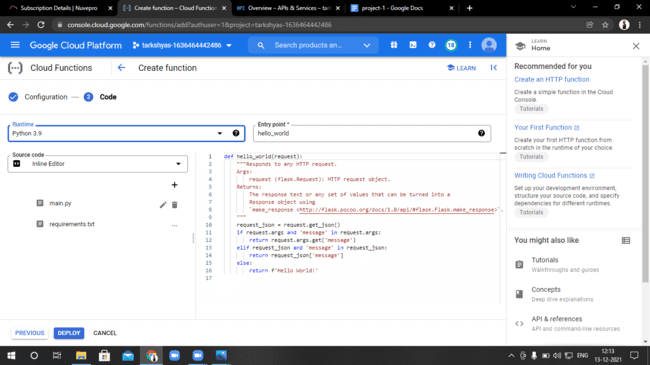 Subscription Details | Nuvepro
Create function – Cloud Functio
API Overview – APIs & Services – tar
project-1 - Google Docs
console.cloud.google.com/functions/add?authuser=1&project=tarkshyas-1636464442486
Google Cloud Platform
tarkshyas-1636464442486
Search products, resou
18
Cloud Functions
Create function
LEARN
Configuration
2 Code
Runtime
Python 3.9
Entry point *
hello_world
Source code
Inline Editor
main.py
requirements.txt
1 def hello_world(request):
2 """Responds to any HTTP request.
3 Args:
4 request (flask.Request): HTTP request object.
5 Returns:
6 The response text or any set of values that can be turned into a
7 Response object using
8 `make_response <http://flask.pocoo.org/docs/1.0/api/#flask.Flask.make_response>`.
9 """
10 request_json = request.get_json()
11 if request.args and 'message' in request.args:
12 return request.args.get('message')
13 elif request_json and 'message' in request_json:
14 return request_json['message']
15 else:
16 return f'Hello World!'
17
PREVIOUS
DEPLOY
CANCEL
LEARN
Home
Recommended for you
Create an HTTP function
Create a simple function in the Cloud
Console.
Tutorials
Your First Function
Create your first HTTP function from
scratch in the runtime of your choice.
Tutorials
Writing Cloud Functions
Set up your development environment,
structure your source code, and specify
dependencies for different runtimes.
Tutorials
You might also like
Tutorials
Walkthroughs and guides
Concepts
Deep dive explanations
API & references
API and command-line resources
ENG
12:13
13-12-2021